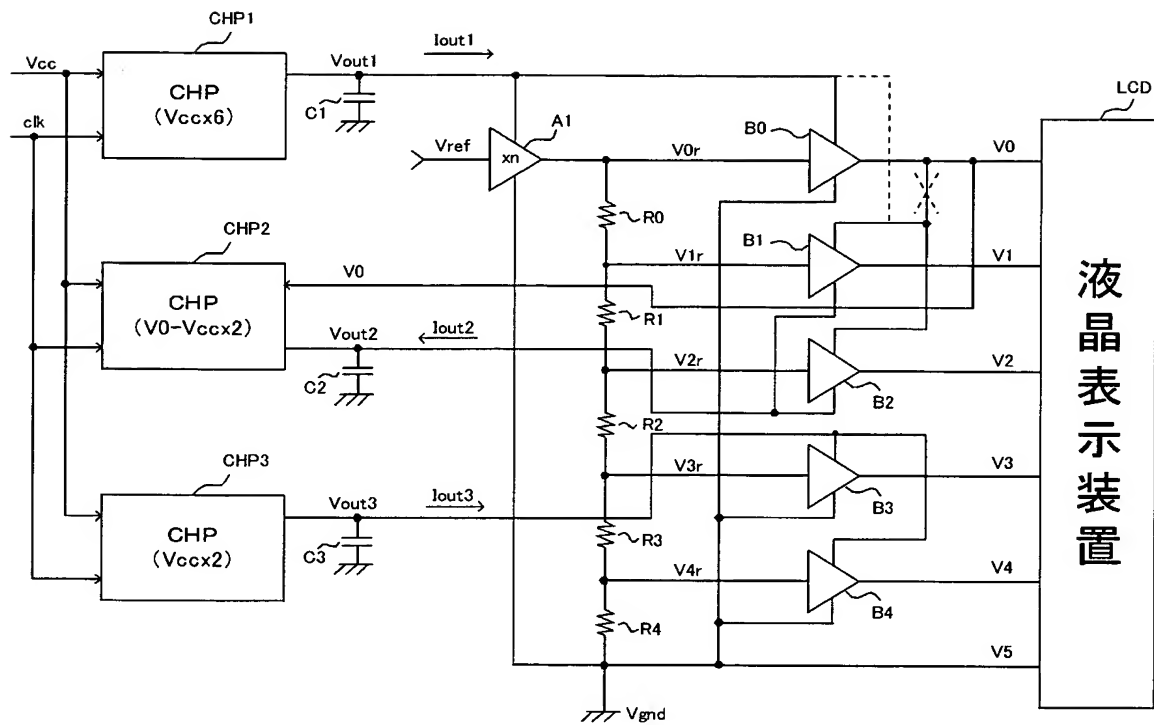 CHP1
Vcc
clk
CHP
(Vccx6)
Vout1
Iout1
C1
Vref
xn
A1
V0r
B0
V0
LCD
R0
CHP2
CHP
(V0-Vccx2)
V0
V1r
B1
V1
R1
Vout2
Iout2
C2
V2r
B2
V2
R2
CHP3
CHP
(Vccx2)
Vout3
Iout3
C3
V3r
B3
V3
R3
V4r
B4
V4
R4
V5
Vgnd
液晶表示装置